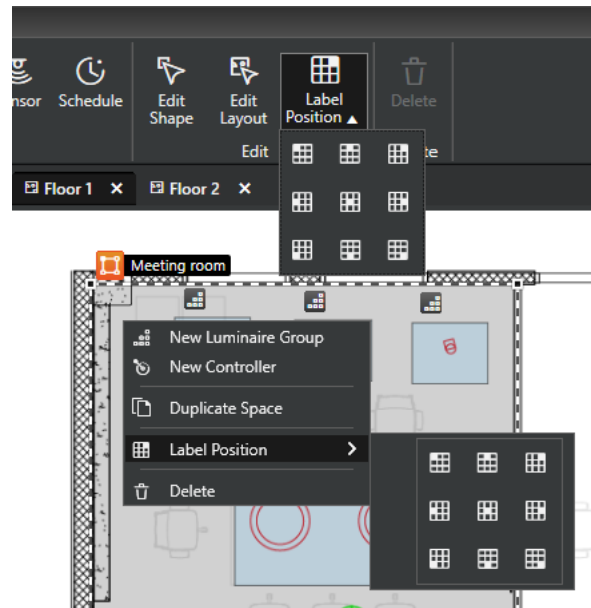 nsor
Schedule
Edit
Shape
Edit
Layout
Label
Position
Delete
Edit
te
Floor 1
Floor 2
Meeting room
New Luminaire Group
New Controller
Duplicate Space
Label Position
Delete